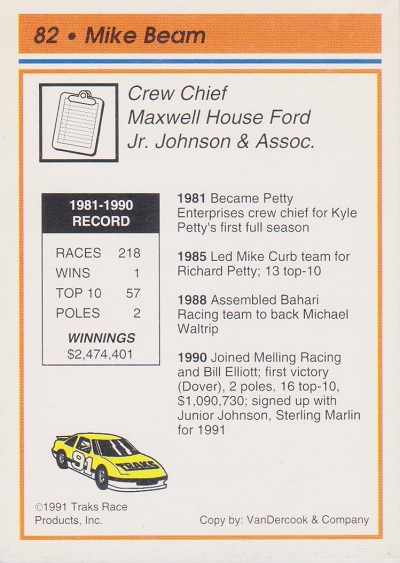 82 • Mike Beam
Crew Chief
Maxwell House Ford
Jr. Johnson & Assoc.
1981-1990
RECORD
RACES 218
WINS 1
TOP 10 57
POLES 2
WINNINGS
$2,474,401
1981 Became Petty
Enterprises crew chief for Kyle
Petty's first full season
1985 Led Mike Curb team for
Richard Petty; 13 top-10
1988 Assembled Bahari
Racing team to back Michael
Waltrip
1990 Joined Melling Racing
and Bill Elliott; first victory
(Dover), 2 poles, 16 top-10,
$1,090,730; signed up with
Junior Johnson, Sterling Marlin
for 1991
91
TRAKS
©1991 Traks Race
Products, Inc.
Copy by: VanDercook & Company